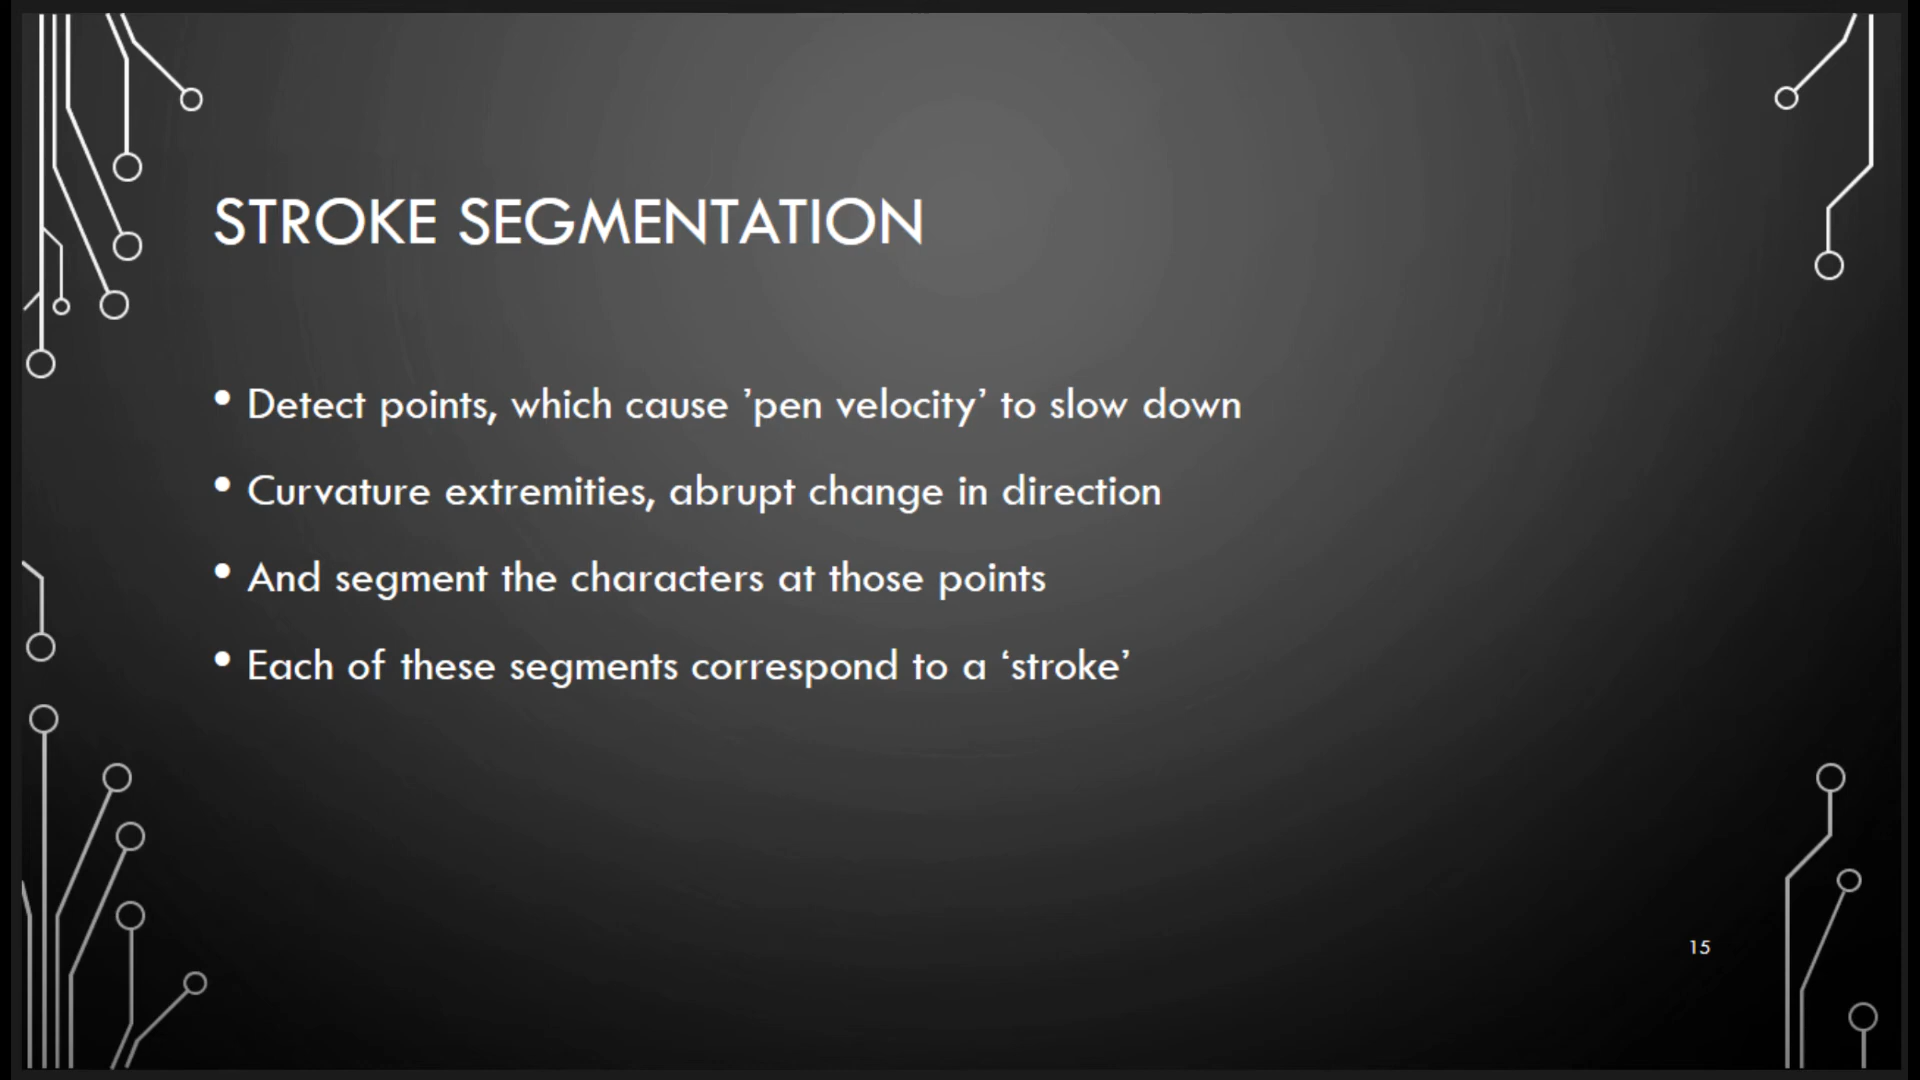 STROKE SEGMENTATION
• Detect points, which cause ’pen velocity’ to slow down
• Curvature extremities, abrupt change in direction
• And segment the characters at those points
• Each of these segments correspond to a ‘stroke’
15